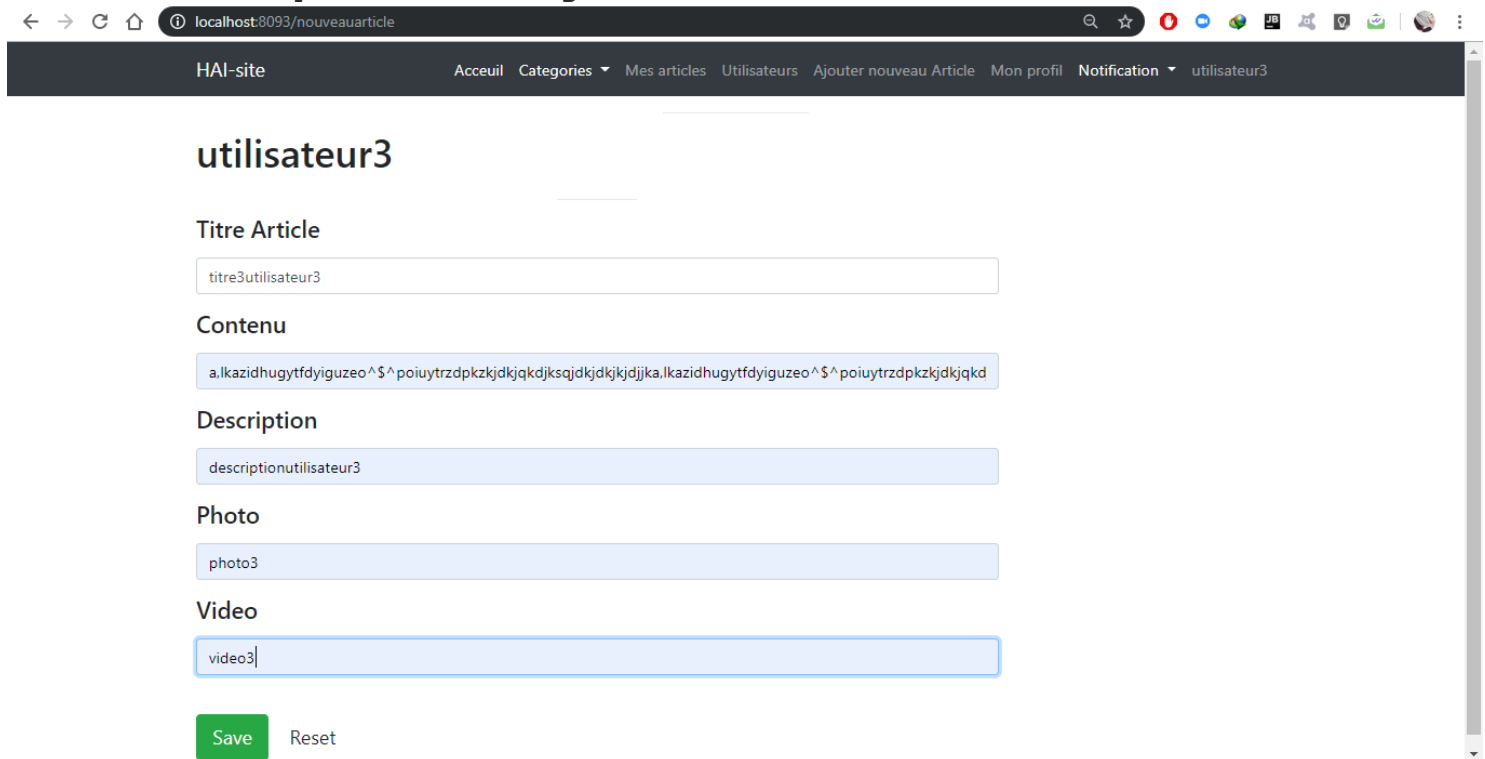 localhost:8093/nouveauarticle
HAI-site Acceuil Categories Mes articles Utilisateurs Ajouter nouveau Article Mon profil Notification utilisateur3
utilisateur3
Titre Article
titre3utilisateur3
Contenu
a,lkazidhugytfdyiguzeo^$^poiuytrzdpkzkjdkjqkdjksqjdkjdkjkjdjjka,lkazidhugytfdyiguzeo^$^poiuytrzdpkzkjdkjqkd
Description
descriptionutilisateur3
Photo
photo3
Video
video3
Save Reset